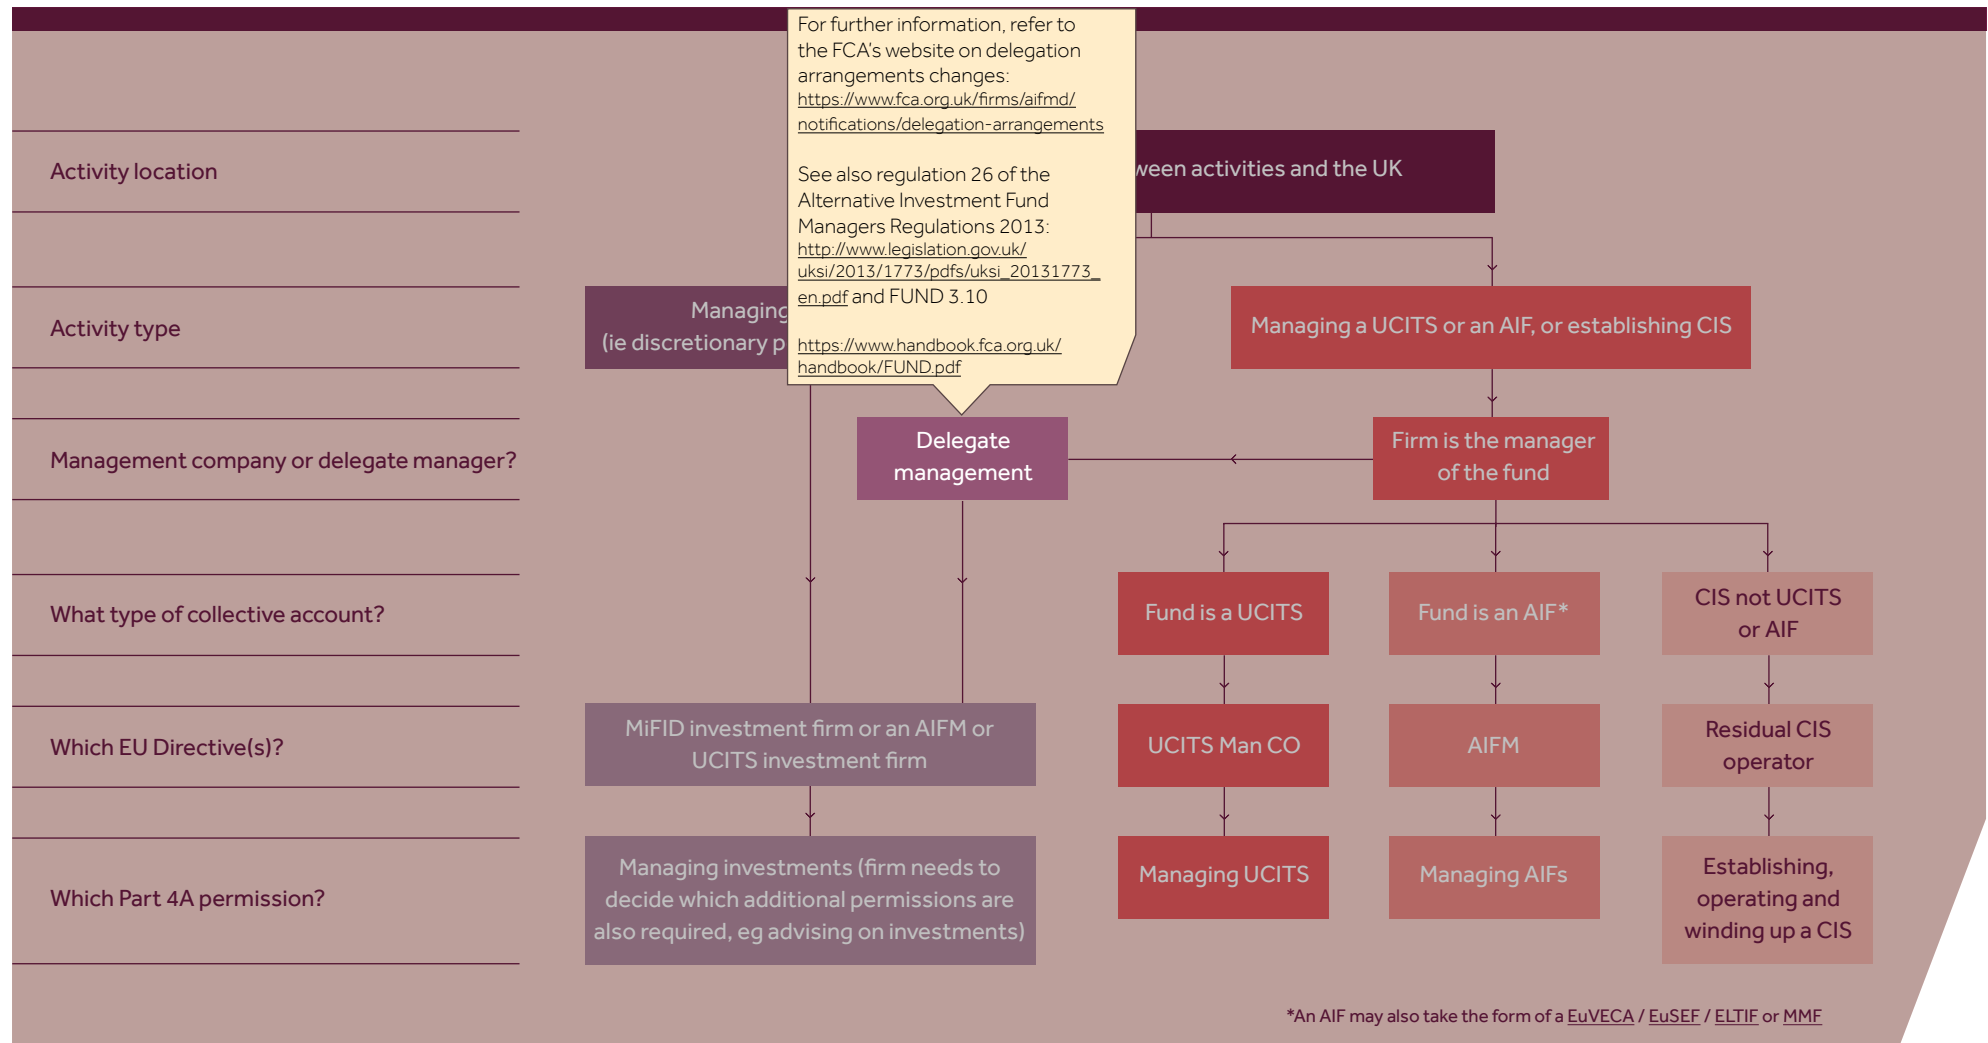 For further information, refer to
the FCA's website on delegation
arrangements changes:
https://www.fca.org.uk/firms/aifmd/
notifications/delegation-arrangements
See also regulation 26 of the
Alternative Investment Fund
Managers Regulations 2013:
http://www.legislation.gov.uk/
uksi/2013/1773/pdfs/uksi_20131773_
en.pdf and FUND 3.10
https://www.handbook.fca.org.uk/
handbook/FUND.pdf
Activity location
activities and the UK
Activity type
Managing
(ie discretionary
Managing a UCITS or an AIF, or establishing CIS
Management company or delegate manager?
Delegate
management
Firm is the manager
of the fund
What type of collective account?
Fund is a UCITS
Fund is an AIF*
CIS not UCITS
or AIF
Which EU Directive(s)?
MiFID investment firm or an AIFM or
UCITS investment firm
UCITS Man CO
AIFM
Residual CIS
operator
Which Part 4A permission?
Managing investments (firm needs to
decide which additional permissions are
also required, eg advising on investments)
Managing UCITS
Managing AIFs
Establishing,
operating and
winding up a CIS
*An AIF may also take the form of a EuVECA / EuSEF / ELTIF or MMF